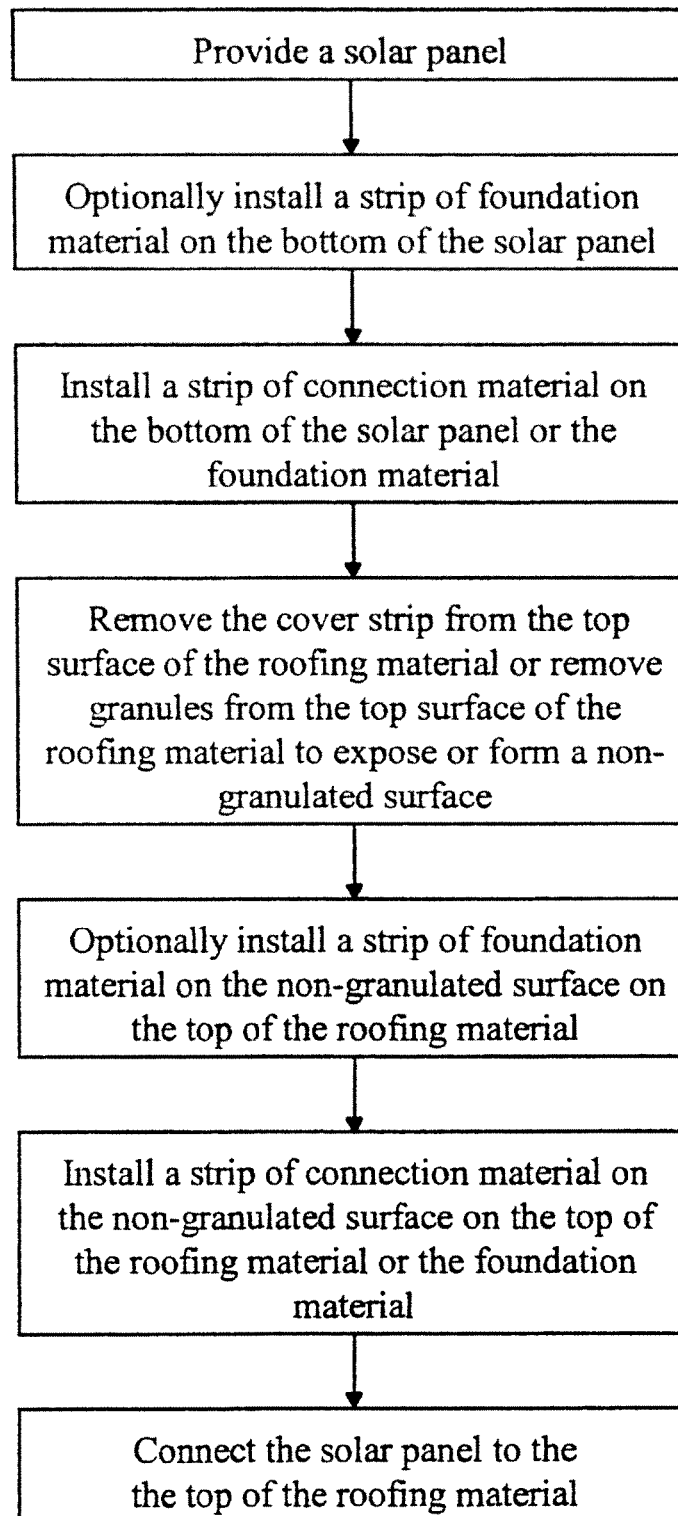 Provide a solar panel
Optionally install a strip of foundation
material on the bottom of the solar panel
Install a strip of connection material on
the bottom of the solar panel or the
foundation material
Remove the cover strip from the top
surface of the roofing material or remove
granules from the top surface of the
roofing material to expose or form a non-
granulated surface
Optionally install a strip of foundation
material on the non-granulated surface on
the top of the roofing material
Install a strip of connection material on
the non-granulated surface on the top of
the roofing material or the foundation
material
Connect the solar panel to the
the top of the roofing material